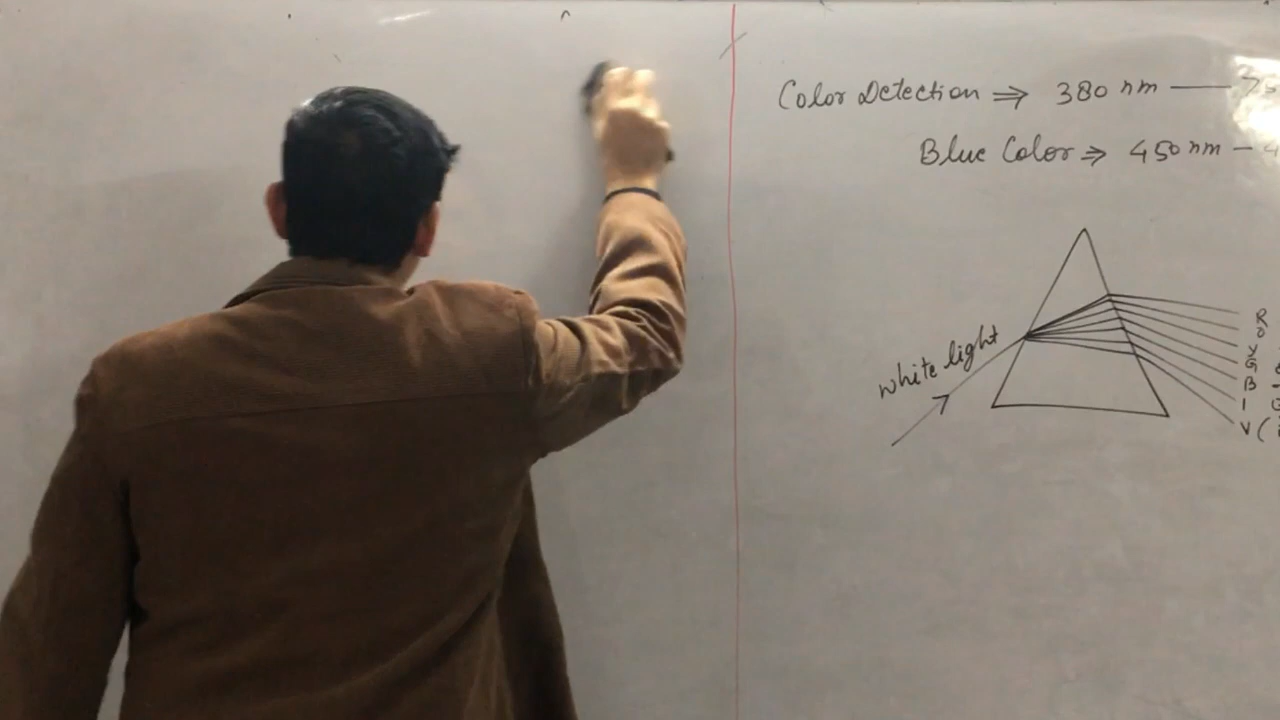 Color Detection ⇒ 380 nm —
Blue Color ⇒ 450 nm –
white light
R
O
Y
G
B
I
V (